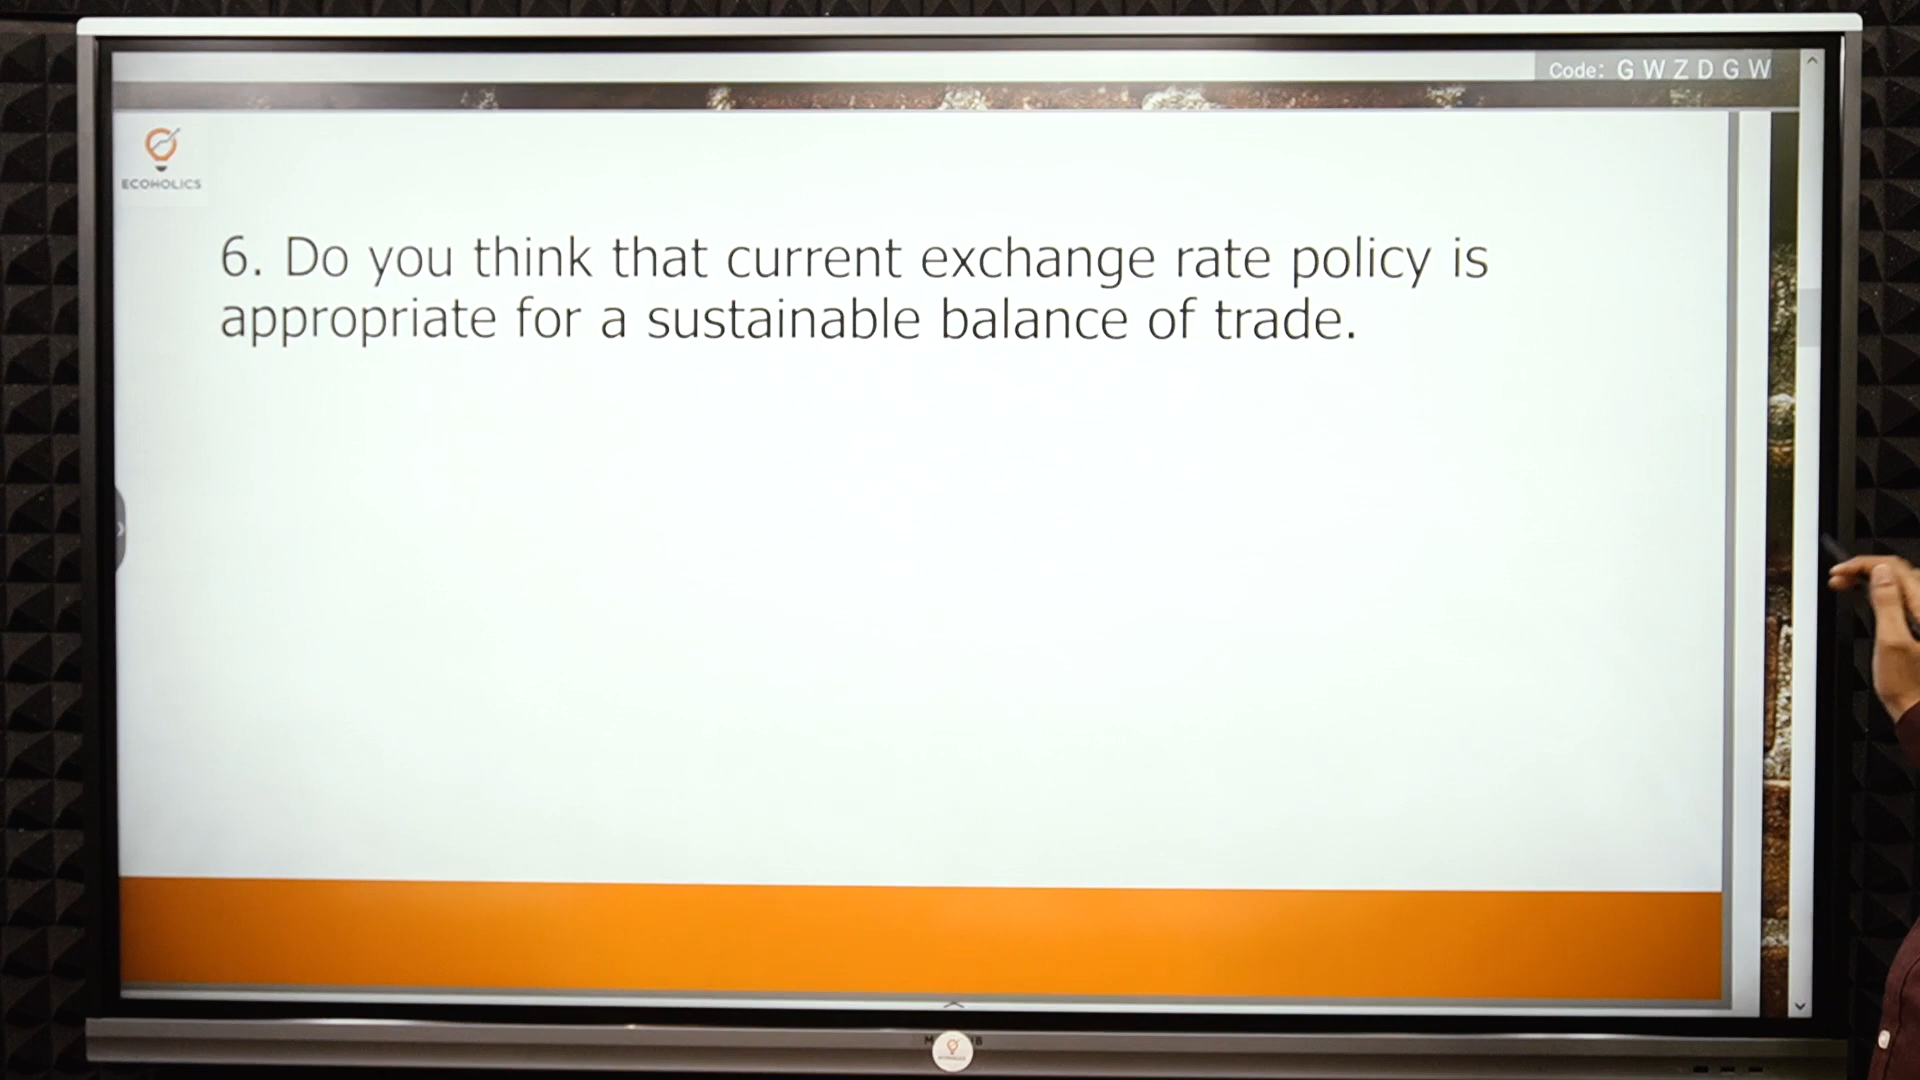 Code: G W Z D G W
ECOHOLICS
6. Do you think that current exchange rate policy is
appropriate for a sustainable balance of trade.